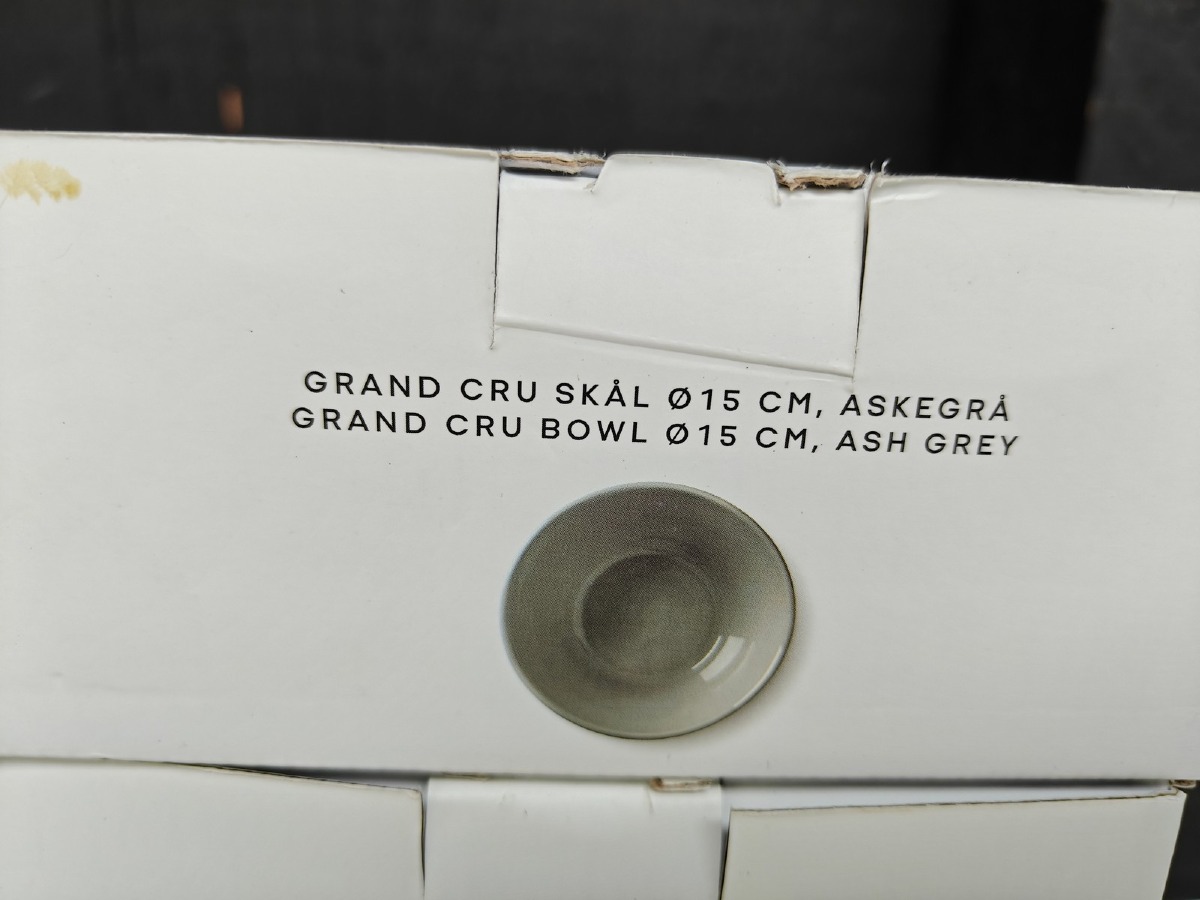 GRAND CRU SKÅL Ø15 CM, ASKEGRÅ
GRAND CRU BOWL Ø15 CM, ASH GREY